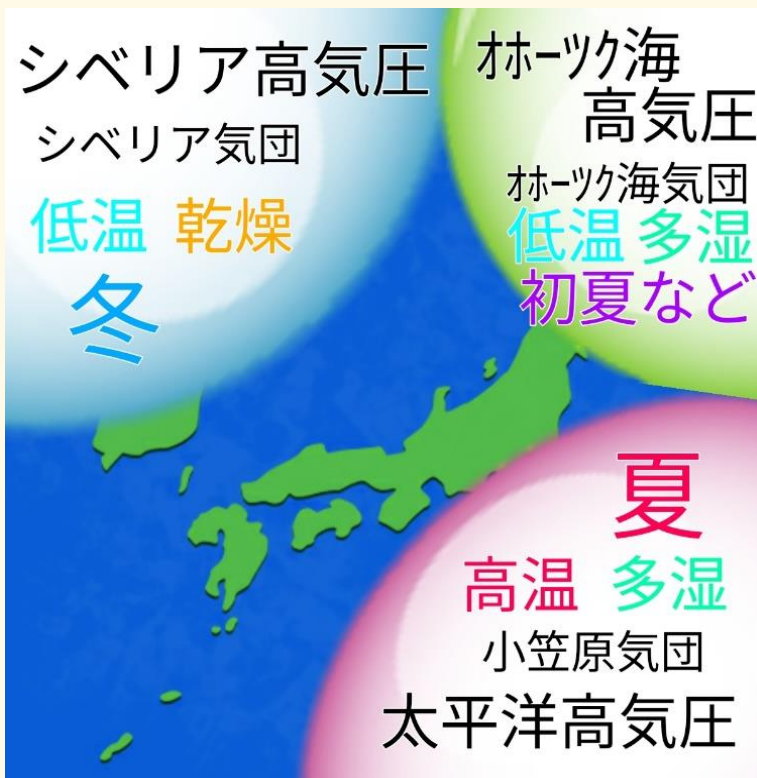 シベリア高気圧
シベリア気団
低温 乾燥
冬
オホーツク海
高気圧
オホーツク海気団
低温 多湿
初夏など
夏
高温 多湿
小笠原気団
太平洋高気圧